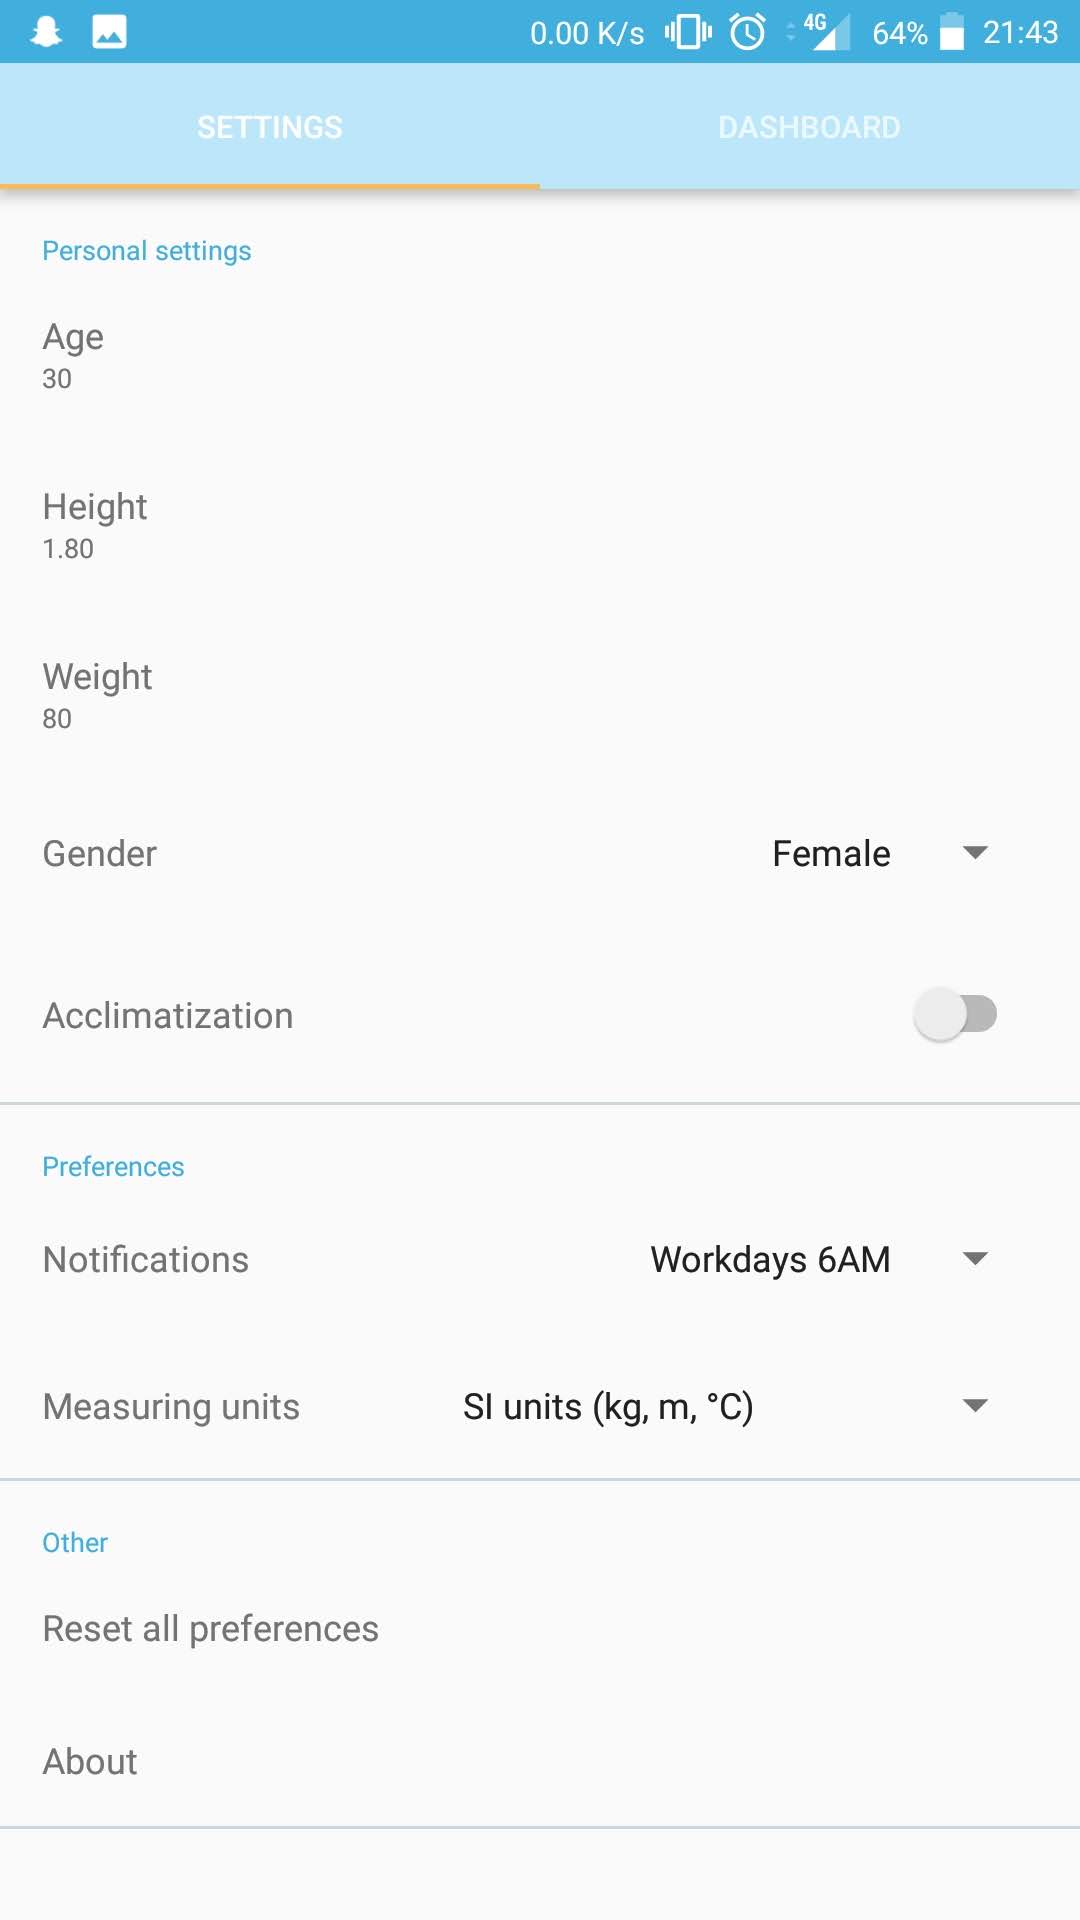 0.00 K/s 4G 64% 21:43
SETTINGS DASHBOARD
Personal settings
Age
30
Height
1.80
Weight
80
Gender Female
Acclimatization
Preferences
Notifications Workdays 6AM
Measuring units SI units (kg, m, °C)
Other
Reset all preferences
About